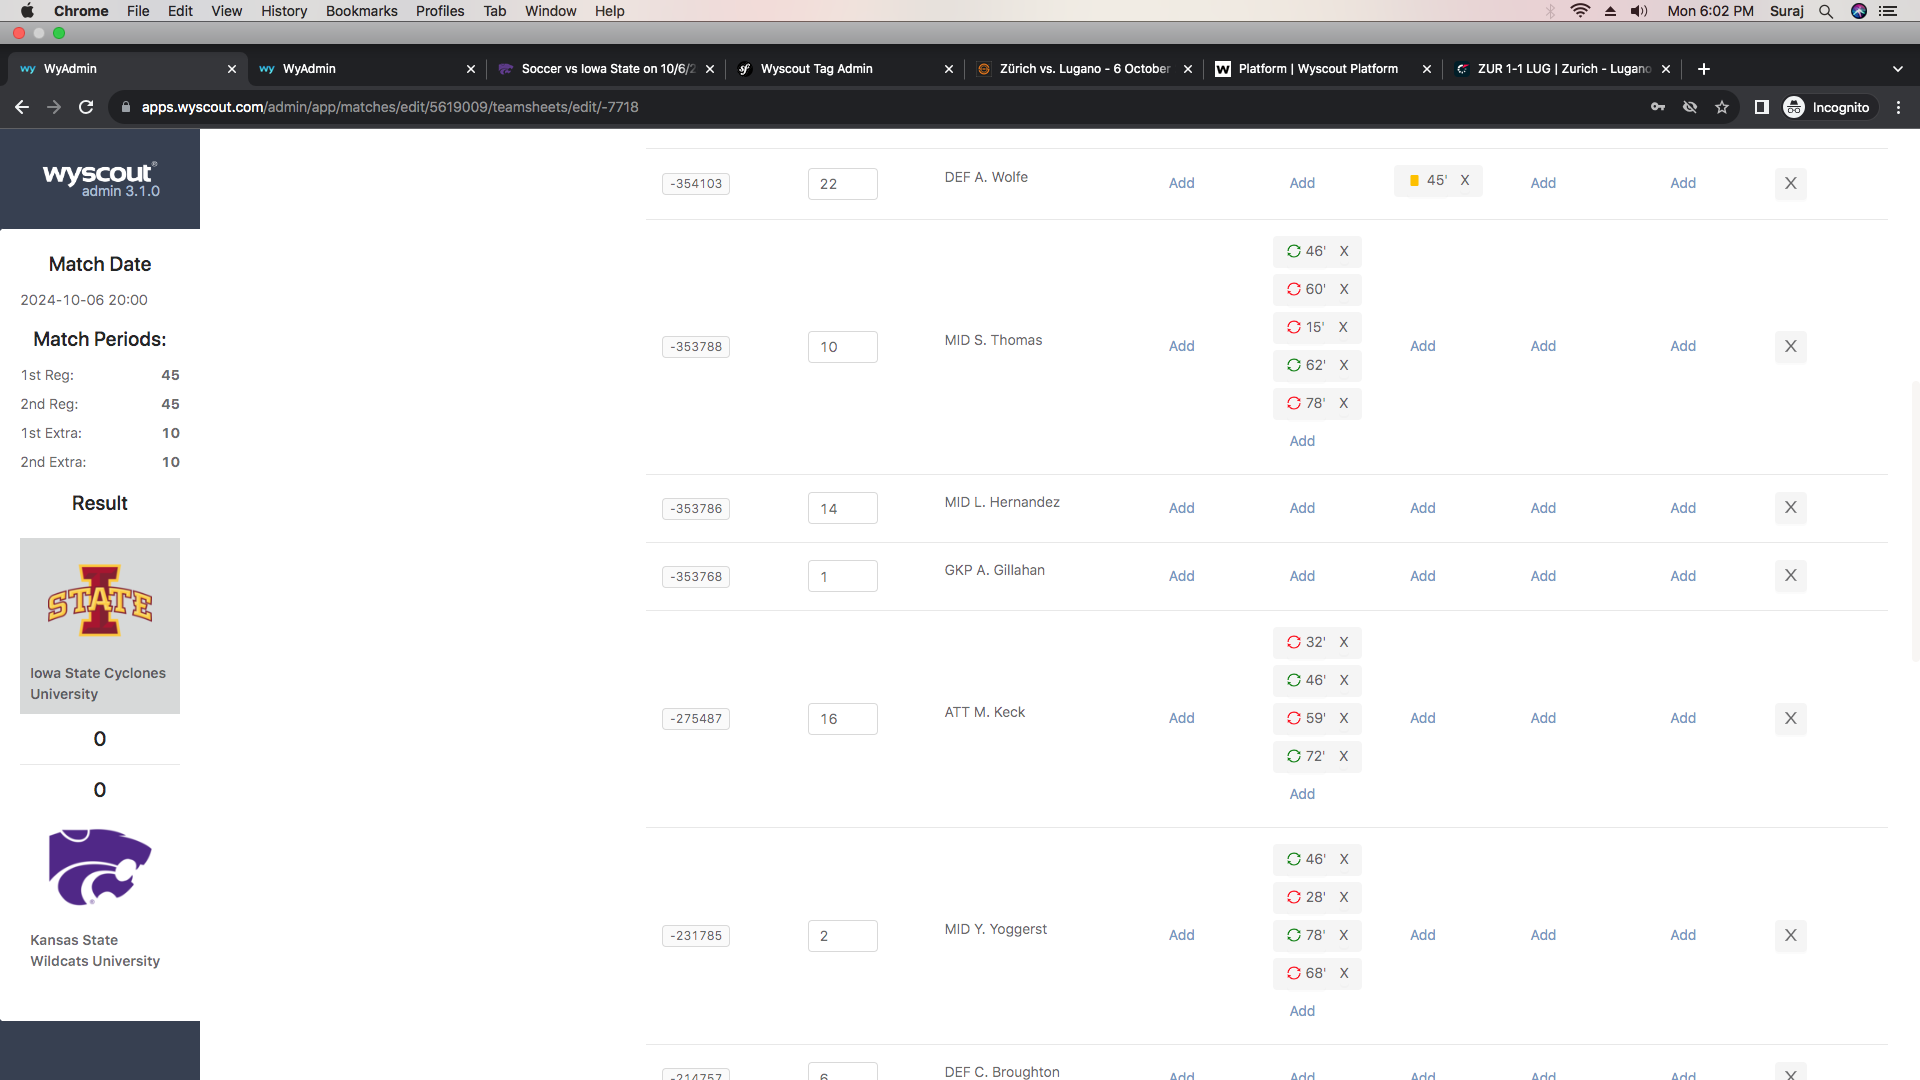 Chrome File Edit View History Bookmarks Profiles Tab Window Help Mon 6:02 PM Suraj
WyAdmin WyAdmin Soccer vs Iowa State on 10/6/2 Wyscout Tag Admin Zürich vs. Lugano - 6 October Platform | Wyscout Platform ZUR 1-1 LUG | Zurich - Lugano
apps.wyscout.com/admin/app/matches/edit/5619009/teamsheets/edit/-7718 Incognito
wyscout
admin 3.1.0
Match Date
2024-10-06 20:00
Match Periods:
1st Reg: 45
2nd Reg: 45
1st Extra: 10
2nd Extra: 10
Result
STATE
Iowa State Cyclones
University
0
0
Kansas State
Wildcats University
-354103 22 DEF A. Wolfe Add Add 45' X Add Add X
46' X
60' X
15' X
-353788 10 MID S. Thomas Add Add Add Add X
62' X
78' X
Add
-353786 14 MID L. Hernandez Add Add Add Add Add X
-353768 1 GKP A. Gillahan Add Add Add Add Add X
32' X
46' X
-275487 16 ATT M. Keck Add 59' X Add Add Add X
72' X
Add
46' X
28' X
-231785 2 MID Y. Yoggerst Add 78' X Add Add Add X
68' X
Add
-214757 6 DEF C. Broughton Add Add Add Add Add X